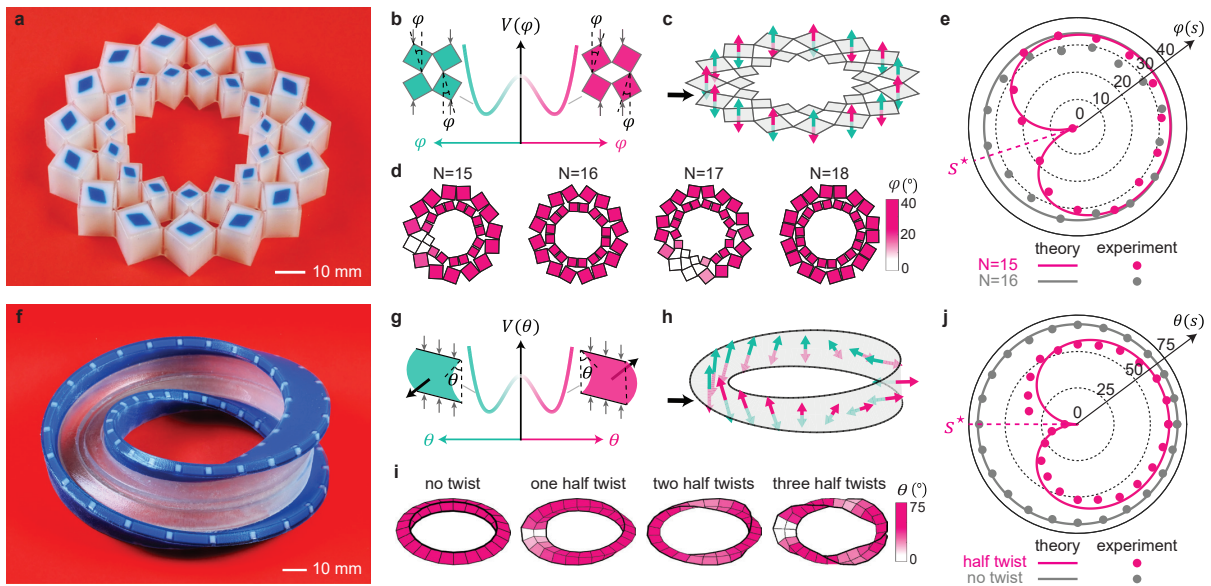 a
10 mm
b
φ
V(φ)
φ
φ
φ
φ
φ
c
d
N=15
N=16
N=17
N=18
φ (°)
40
20
0
e
φ(s)
40
30
20
10
0
S★
theory
experiment
N=15
N=16
f
10 mm
g
V(θ)
θ
θ
θ
θ
h
i
no twist
one half twist
two half twists
three half twists
θ (°)
75
0
j
θ(s)
75
50
25
0
S★
theory
experiment
half twist
no twist